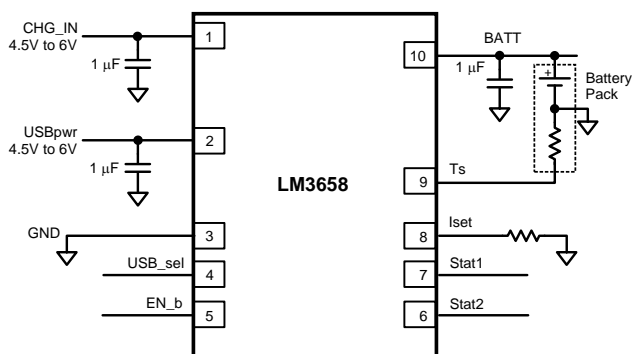 CHG_IN
4.5V to 6V
1 μF
1
USBpwr
4.5V to 6V
1 μF
2
GND
3
USB_sel
4
EN_b
5
LM3658
10
BATT
1 μF
+
Battery
Pack
9
Ts
8
Iset
7
Stat1
6
Stat2